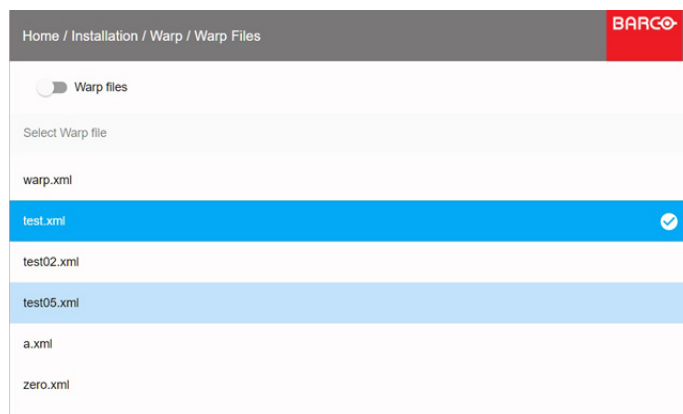 Home / Installation / Warp / Warp Files
BARCO
Warp files
Select Warp file
warp.xml
test.xml
test02.xml
test05.xml
a.xml
zero.xml